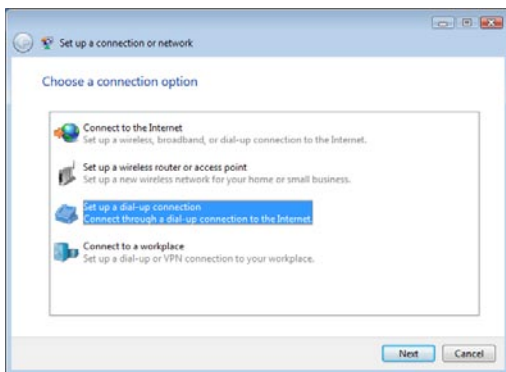 Set up a connection or network
Choose a connection option
Connect to the Internet
Set up a wireless, broadband, or dial-up connection to the Internet.
Set up a wireless router or access point
Set up a new wireless network for your home or small business.
Set up a dial-up connection
Connect through a dial-up connection to the Internet.
Connect to a workplace
Set up a dial-up or VPN connection to your workplace.
Next Cancel